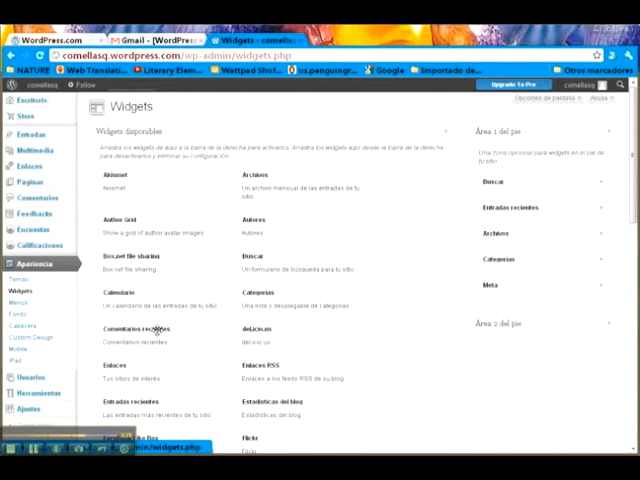 WordPress.com
Gmail - [WordPres
Widgets ‹ comellas
comellasq.wordpress.com/wp-admin/widgets.php
NATURE
Web Translati
Literary Elem...
Wattpad Shuf
us.penguingr
Importado de...
Otros marcadores
Follow
Upgrade To Pro
comellasq
Escritorio
Store
Entradas
Multimedia
Enlaces
Páginas
Comentarios
Feedbacks
Encuestas
Calificaciones
Apariencia
Temas
Widgets
Menús
Fondo
Cabecera
Custom Design
Mobile
iPad
Usuarios
Herramientas
Ajustes
Opciones de pantalla
Ayuda
Widgets
Widgets disponibles
Arrastra los widgets de aquí a la barra de la derecha para activarlos. Arrastra los widgets aquí desde la barra de la derecha
para desactivarlos y eliminar su configuración.
Akismet
Akismet
Archivos
Un archivo mensual de las entradas de tu
sitio
Author Grid
Show a grid of author avatar images
Autores
Autores
Box.net file sharing
Box.net file sharing
Buscar
Un formulario de búsqueda para tu sitio
Calendario
Un calendario de las entradas de tu sitio
Categorías
Una lista o desplegable de categorías
Comentarios recientes
Comentarios recientes
del.icio.us
del.icio.us
Enlaces
Tus sitios de interés
Enlaces RSS
Enlaces a los feeds RSS de su blog
Entradas recientes
Las entradas más recientes de tu sitio
Estadísticas del blog
Estadísticas del blog
Flickr
Área 1 del pie
Una zona opcional para widgets en el pie de
tu sitio
Buscar
Entradas recientes
Archivos
Categorías
Meta
Área 2 del pie
min/widgets.php